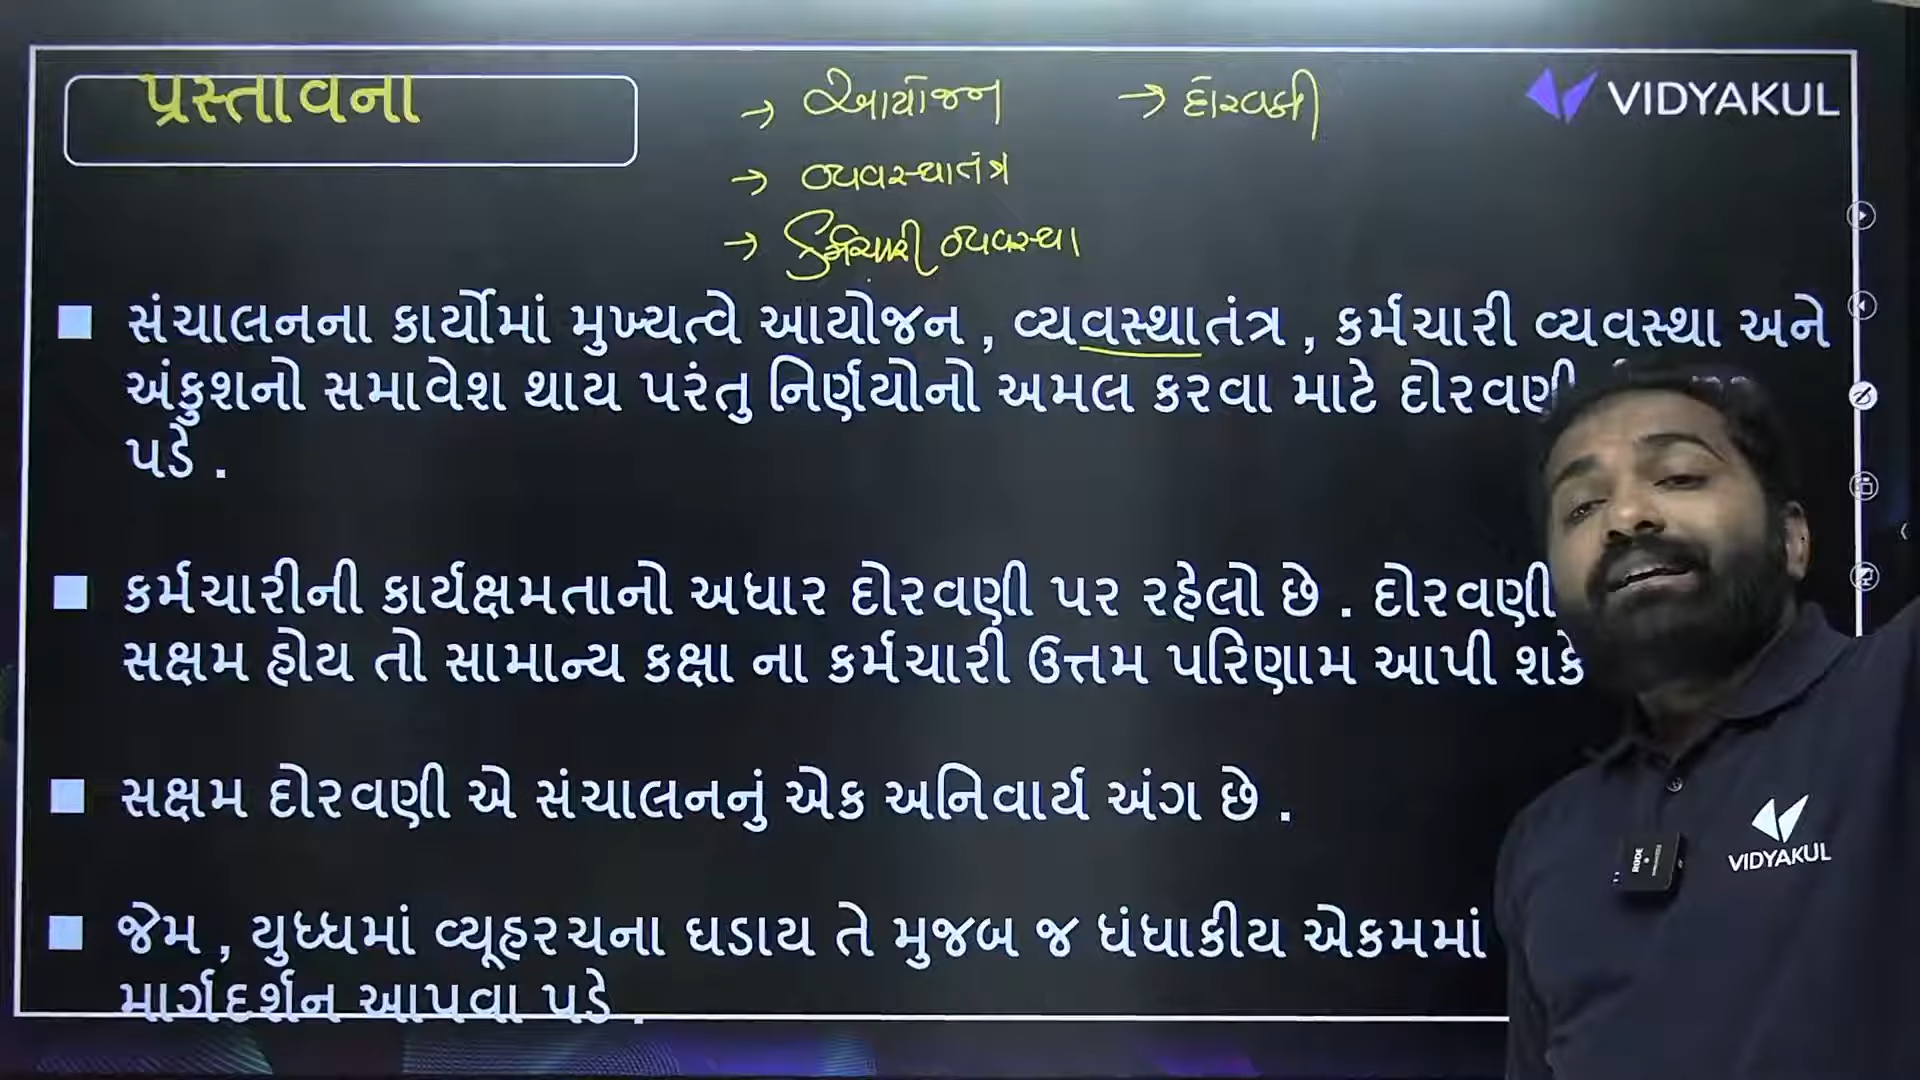 પ્રસ્તાવના
→ આયોજન → દોરવણી
VIDYAKUL
→ વ્યવસ્થાતંત્ર
→ કર્મચારી વ્યવસ્થા
સંચાલનના કાર્યોમાં મુખ્યત્વે આયોજન , વ્યવસ્થાતંત્ર , કર્મચારી વ્યવસ્થા અને
અંકુશનો સમાવેશ થાય પરંતુ નિર્ણયોનો અમલ કરવા માટે દોરવણી
પડે .
કર્મચારીની કાર્યક્ષમતાનો અધાર દોરવણી પર રહેલો છે . દોરવણી
સક્ષમ હોય તો સામાન્ય કક્ષા ના કર્મચારી ઉત્તમ પરિણામ આપી શકે
સક્ષમ દોરવણી એ સંચાલનનું એક અનિવાર્ય અંગ છે .
જેમ , યુધ્ધમાં વ્યૂહરચના ઘડાય તે મુજબ જ ધંધાકીય એકમમાં
માર્ગદર્શન આપવા પડે .
RODE
VIDYAKUL